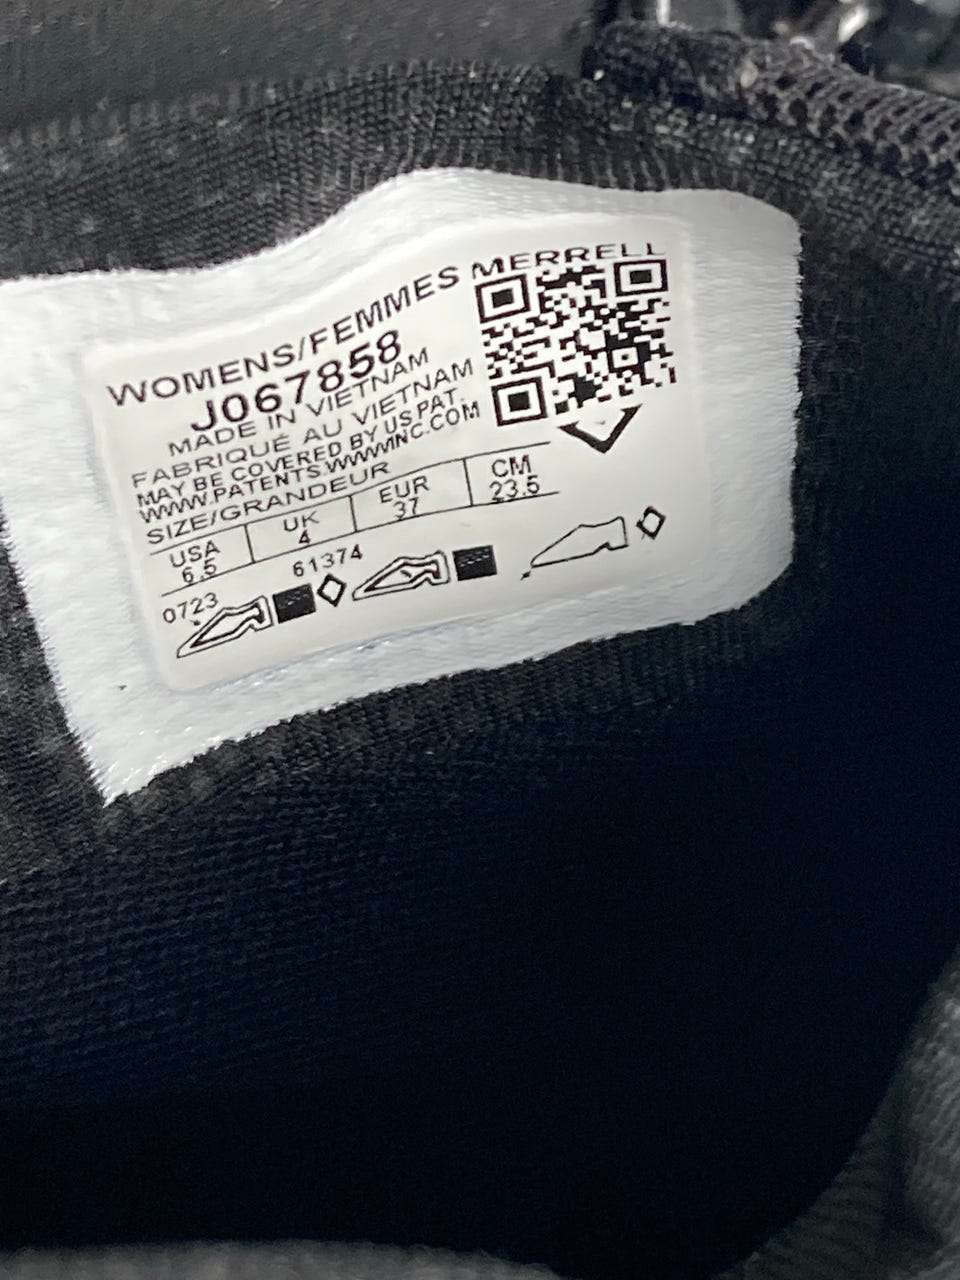 WOMENS/FEMMES MERRELL
J067858
MADE IN VIETNAM
FABRIQUÉ AU VIETNAM
MAY BE COVERED BY US PAT.
WWW.PATENTS.WWWINC.COM
SIZE/GRANDEUR
USA UK EUR CM
6.5 4 37 23.5
0723 61374